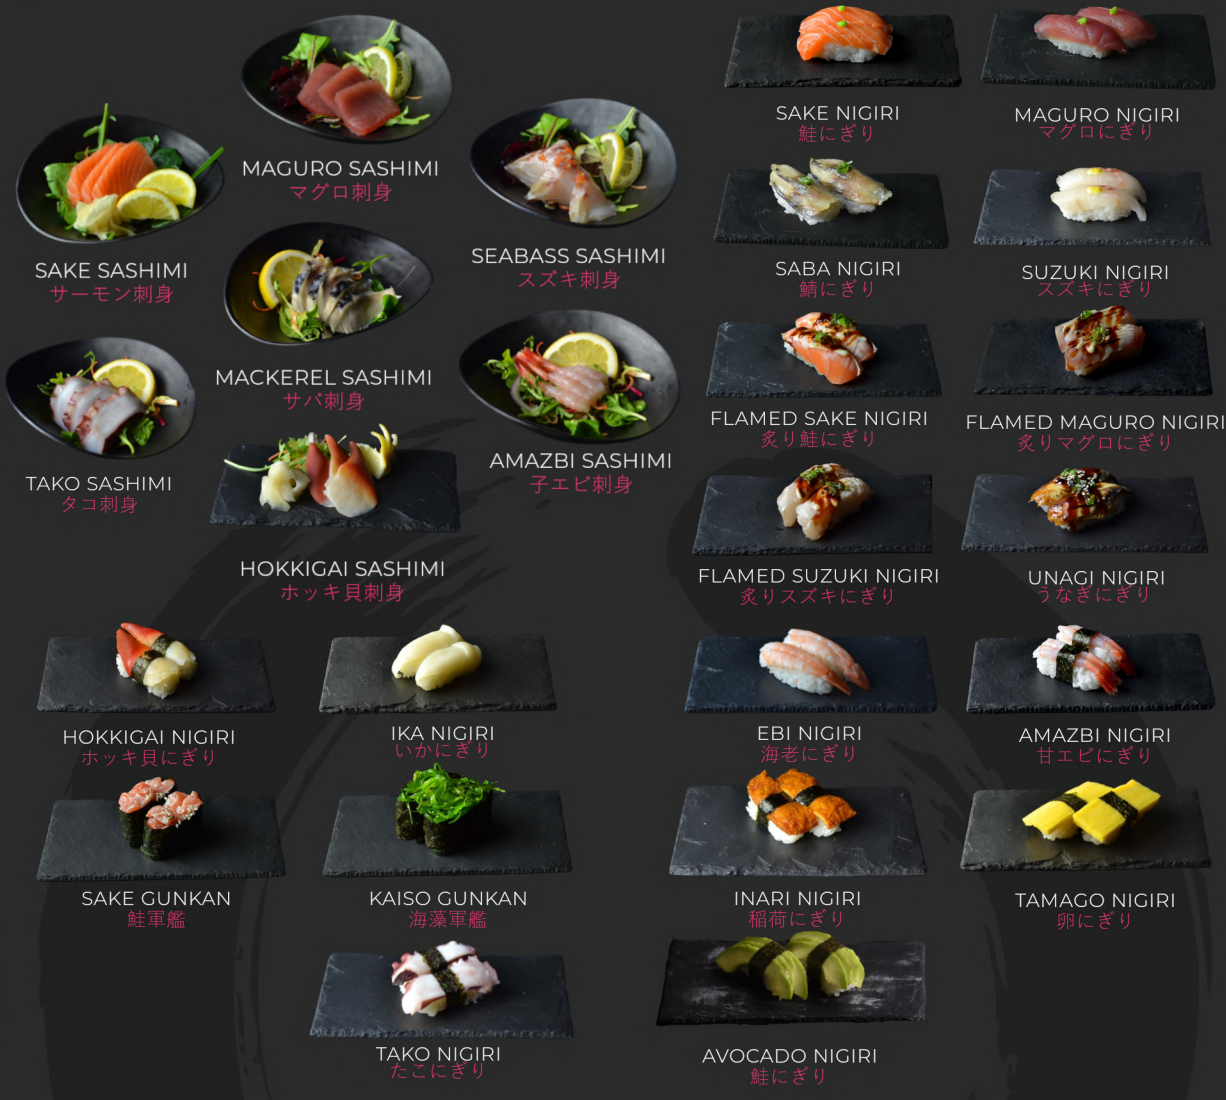 SAKE NIGIRI
鮭にぎり
MAGURO NIGIRI
マグロにぎり
MAGURO SASHIMI
マグロ刺身
SEABASS SASHIMI
スズキ刺身
SAKE SASHIMI
サーモン刺身
SABA NIGIRI
鯖にぎり
SUZUKI NIGIRI
スズキにぎり
MACKEREL SASHIMI
サバ刺身
FLAMED SAKE NIGIRI
炙り鮭にぎり
FLAMED MAGURO NIGIRI
炙りマグロにぎり
TAKO SASHIMI
タコ刺身
AMAZBI SASHIMI
子エビ刺身
HOKKIGAI SASHIMI
ホッキ貝刺身
FLAMED SUZUKI NIGIRI
炙りスズキにぎり
UNAGI NIGIRI
うなぎにぎり
HOKKIGAI NIGIRI
ホッキ貝にぎり
IKA NIGIRI
いかにぎり
EBI NIGIRI
海老にぎり
AMAZBI NIGIRI
甘エビにぎり
SAKE GUNKAN
鮭軍艦
KAISO GUNKAN
海藻軍艦
INARI NIGIRI
稲荷にぎり
TAMAGO NIGIRI
卵にぎり
TAKO NIGIRI
たこにぎり
AVOCADO NIGIRI
鮭にぎり